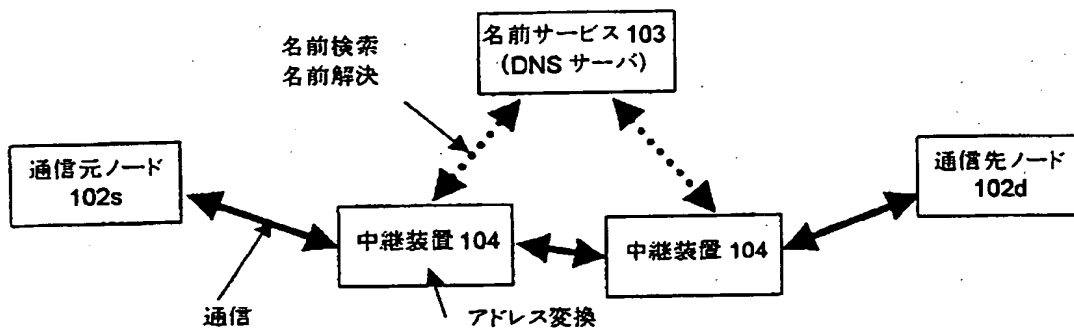 名前検索
名前解決
名前サービス 103
(DNS サーバ)
通信元ノード
102s
通信先ノード
102d
中継装置 104
中継装置 104
通信
アドレス変換